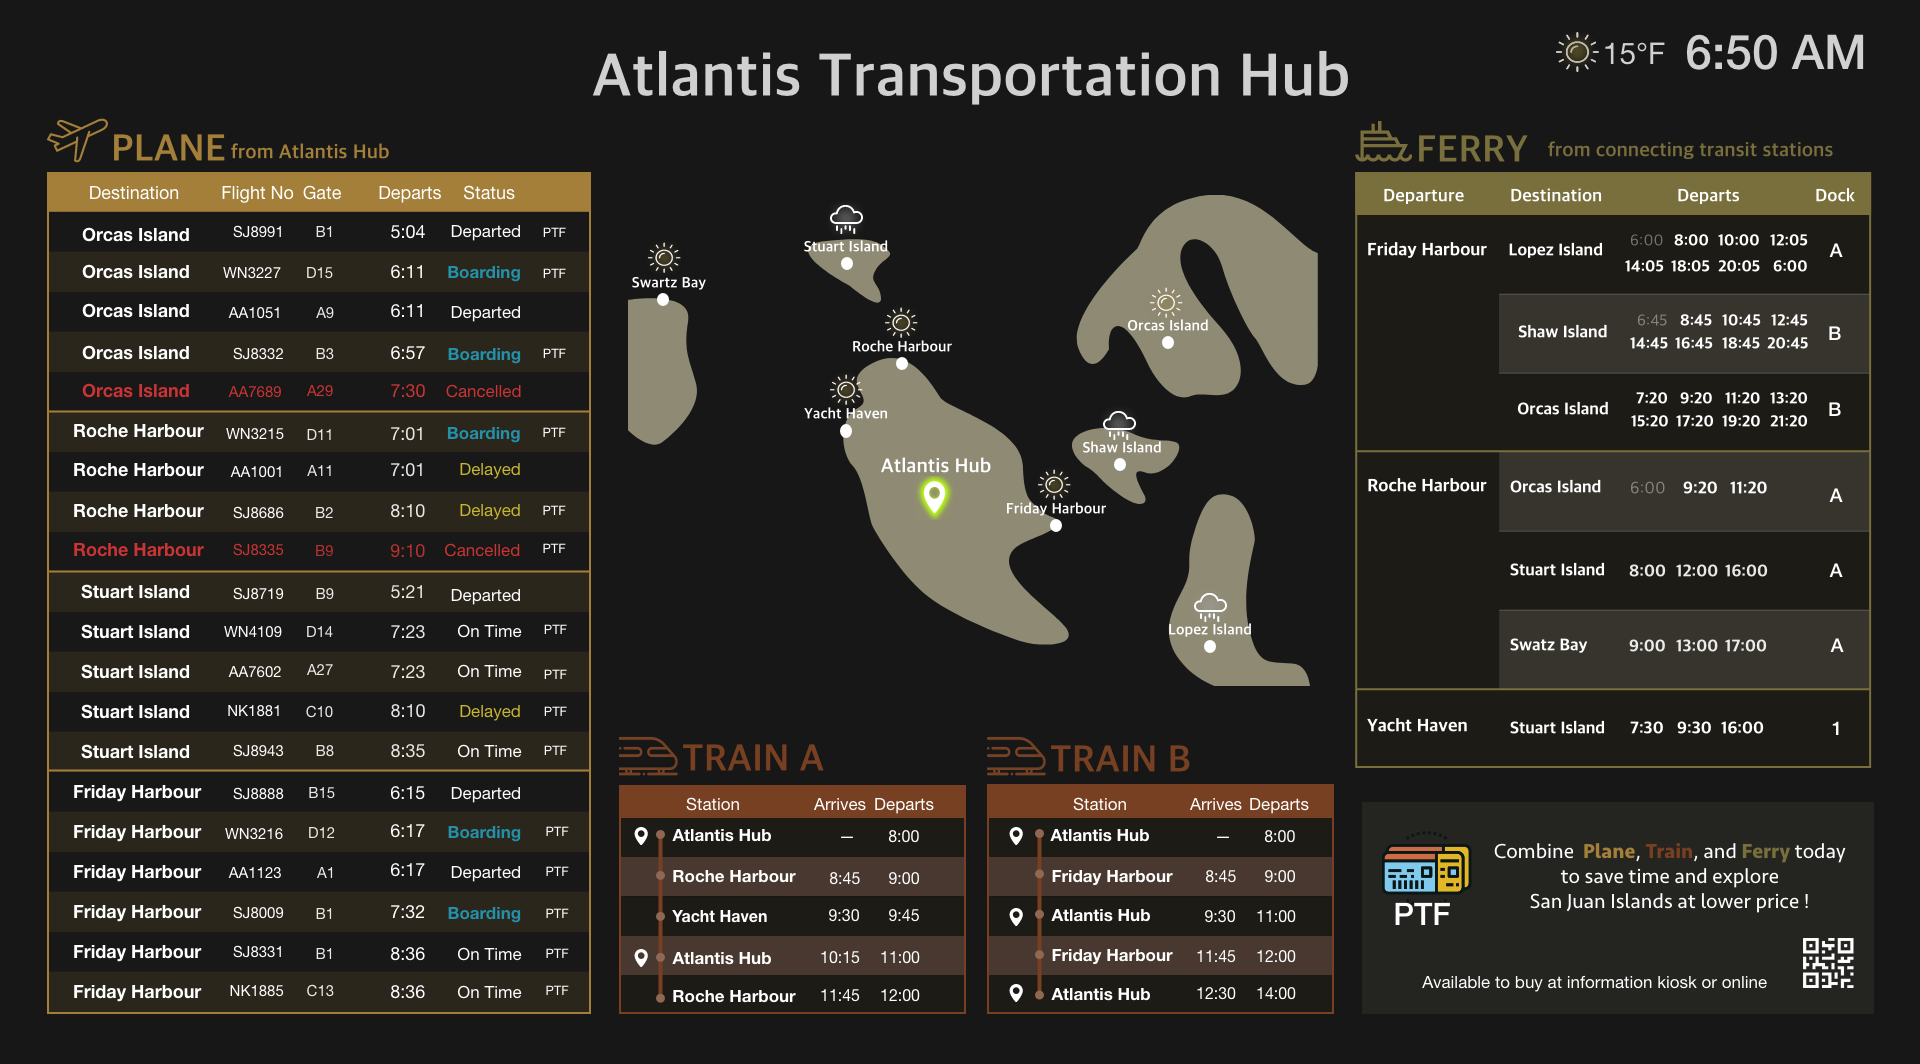 Atlantis Transportation Hub
15°F 6:50 AM
PLANE from Atlantis Hub
Destination Flight No Gate Departs Status
Orcas Island SJ8991 B1 5:04 Departed PTF
Orcas Island WN3227 D15 6:11 Boarding PTF
Orcas Island AA1051 A9 6:11 Departed
Orcas Island SJ8332 B3 6:57 Boarding PTF
Orcas Island AA7689 A29 7:30 Cancelled
Roche Harbour WN3215 D11 7:01 Boarding PTF
Roche Harbour AA1001 A11 7:01 Delayed
Roche Harbour SJ8686 B2 8:10 Delayed PTF
Roche Harbour SJ8335 B9 9:10 Cancelled PTF
Stuart Island SJ8719 B9 5:21 Departed
Stuart Island WN4109 D14 7:23 On Time PTF
Stuart Island AA7602 A27 7:23 On Time PTF
Stuart Island NK1881 C10 8:10 Delayed PTF
Stuart Island SJ8943 B8 8:35 On Time PTF
Friday Harbour SJ8888 B15 6:15 Departed
Friday Harbour WN3216 D12 6:17 Boarding PTF
Friday Harbour AA1123 A1 6:17 Departed PTF
Friday Harbour SJ8009 B1 7:32 Boarding PTF
Friday Harbour SJ8331 B1 8:36 On Time PTF
Friday Harbour NK1885 C13 8:36 On Time PTF
Stuart Island
Swartz Bay
Orcas Island
Roche Harbour
Yacht Haven
Shaw Island
Atlantis Hub
Friday Harbour
Lopez Island
TRAIN A
Station Arrives Departs
Atlantis Hub — 8:00
Roche Harbour 8:45 9:00
Yacht Haven 9:30 9:45
Atlantis Hub 10:15 11:00
Roche Harbour 11:45 12:00
TRAIN B
Station Arrives Departs
Atlantis Hub — 8:00
Friday Harbour 8:45 9:00
Atlantis Hub 9:30 11:00
Friday Harbour 11:45 12:00
Atlantis Hub 12:30 14:00
FERRY from connecting transit stations
Departure Destination Departs Dock
Friday Harbour Lopez Island 6:00 8:00 10:00 12:05 A
14:05 18:05 20:05 6:00
Shaw Island 6:45 8:45 10:45 12:45 B
14:45 16:45 18:45 20:45
Orcas Island 7:20 9:20 11:20 13:20 B
15:20 17:20 19:20 21:20
Roche Harbour Orcas Island 6:00 9:20 11:20 A
Stuart Island 8:00 12:00 16:00 A
Swatz Bay 9:00 13:00 17:00 A
Yacht Haven Stuart Island 7:30 9:30 16:00 1
PTF
Combine Plane, Train, and Ferry today
to save time and explore
San Juan Islands at lower price !
Available to buy at information kiosk or online